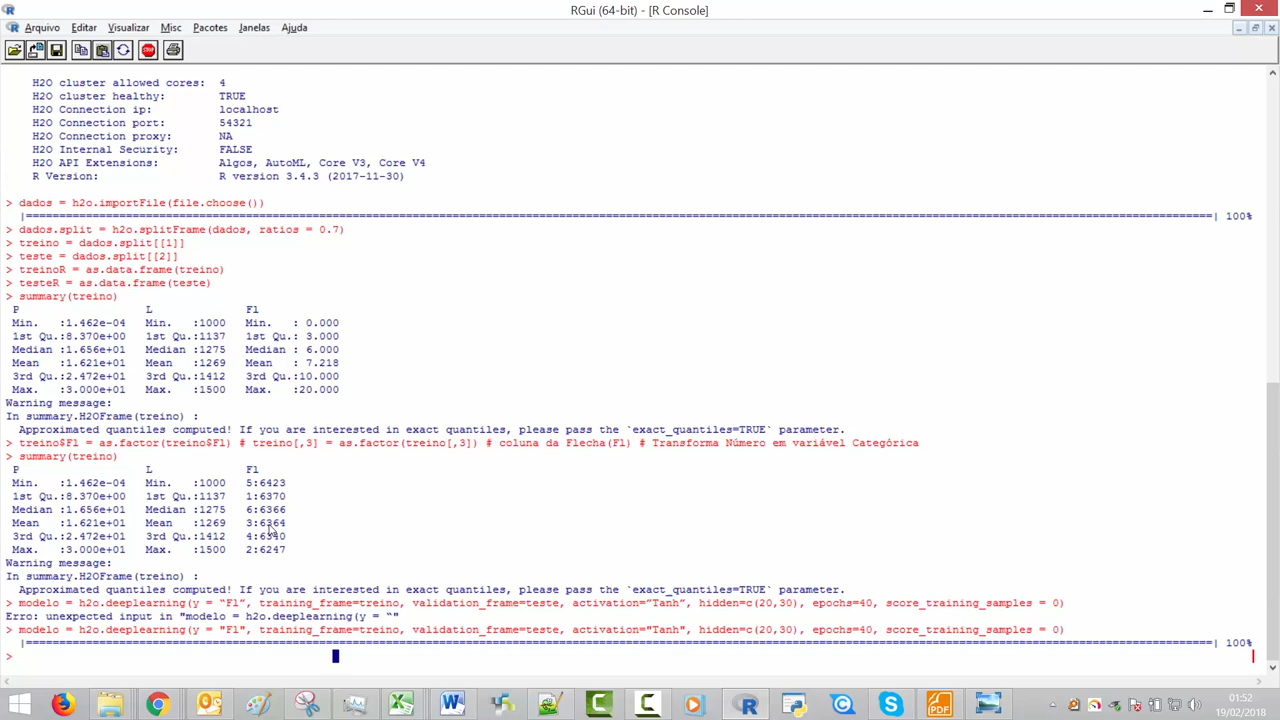 RGui (64-bit) - [R Console]
Arquivo Editar Visualizar Misc Pacotes Janelas Ajuda
STOP
H2O cluster allowed cores: 4
H2O cluster healthy: TRUE
H2O Connection ip: localhost
H2O Connection port: 54321
H2O Connection proxy: NA
H2O Internal Security: FALSE
H2O API Extensions: Algos, AutoML, Core V3, Core V4
R Version: R version 3.4.3 (2017-11-30)
> dados = h2o.importFile(file.choose())
|======================================================================| 100%
> dados.split = h2o.splitFrame(dados, ratios = 0.7)
> treino = dados.split[[1]]
> teste = dados.split[[2]]
> treinoR = as.data.frame(treino)
> testeR = as.data.frame(teste)
> summary(treino)
P L Fl
Min. :1.462e-04 Min. :1000 Min. : 0.000
1st Qu.:8.370e+00 1st Qu.:1137 1st Qu.: 3.000
Median :1.656e+01 Median :1275 Median : 6.000
Mean :1.621e+01 Mean :1269 Mean : 7.218
3rd Qu.:2.472e+01 3rd Qu.:1412 3rd Qu.:10.000
Max. :3.000e+01 Max. :1500 Max. :20.000
Warning message:
In summary.H2OFrame(treino) :
Approximated quantiles computed! If you are interested in exact quantiles, please pass the `exact_quantiles=TRUE` parameter.
> treino$Fl = as.factor(treino$Fl) # treino[,3] = as.factor(treino[,3]) # coluna da Flecha(Fl) # Transforma Número em variável Categórica
> summary(treino)
P L Fl
Min. :1.462e-04 Min. :1000 5:6423
1st Qu.:8.370e+00 1st Qu.:1137 1:6370
Median :1.656e+01 Median :1275 6:6366
Mean :1.621e+01 Mean :1269 3:6364
3rd Qu.:2.472e+01 3rd Qu.:1412 4:6340
Max. :3.000e+01 Max. :1500 2:6247
Warning message:
In summary.H2OFrame(treino) :
Approximated quantiles computed! If you are interested in exact quantiles, please pass the `exact_quantiles=TRUE` parameter.
> modelo = h2o.deeplearning(y = “Fl”, training_frame=treino, validation_frame=teste, activation=”Tanh”, hidden=c(20,30), epochs=40, score_training_samples = 0)
Erro: unexpected input in "modelo = h2o.deeplearning(y = “"
> modelo = h2o.deeplearning(y = "Fl", training_frame=treino, validation_frame=teste, activation="Tanh", hidden=c(20,30), epochs=40, score_training_samples = 0)
|======================================================================| 100%
>
01:52
19/02/2018